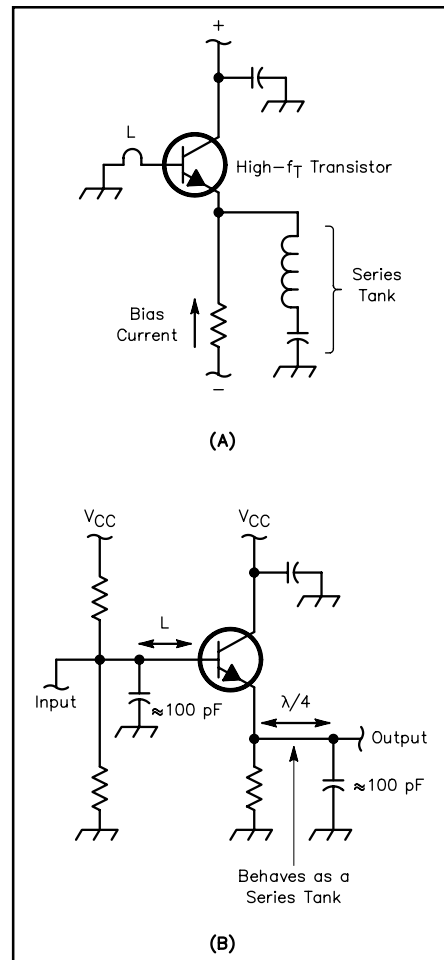 +
L
High-fT Transistor
Series
Tank
Bias
Current
−
(A)
VCC
VCC
L
λ/4
Input
≈100 pF
Output
≈100 pF
Behaves as a
Series Tank
(B)